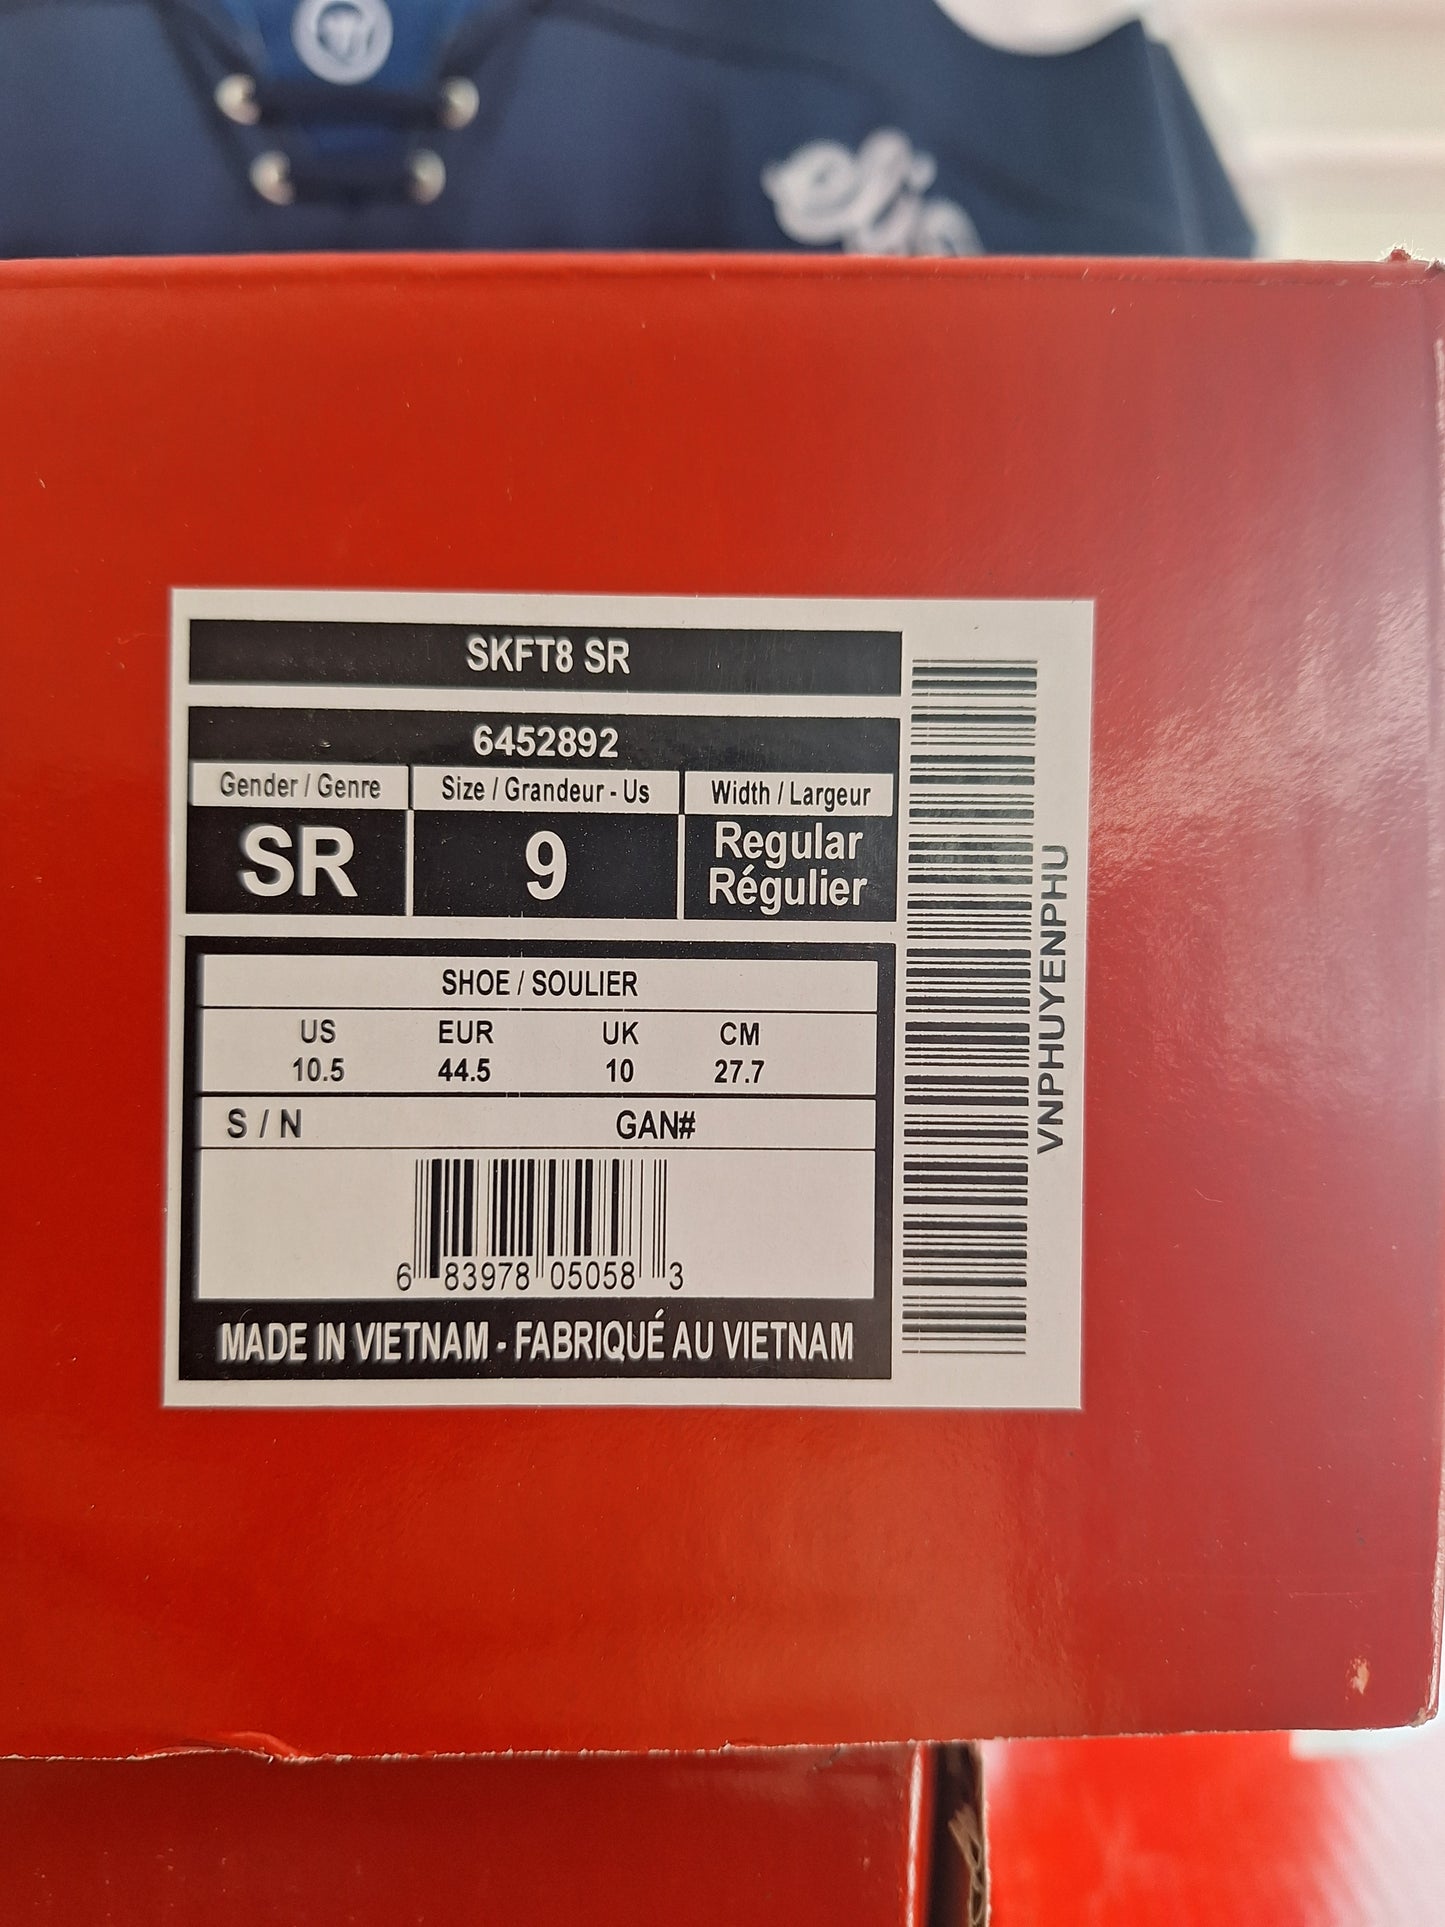 SKFT8 SR
6452892
Gender / Genre Size / Grandeur - Us Width / Largeur
SR 9 Regular
Régulier
SHOE / SOULIER
US EUR UK CM
10.5 44.5 10 27.7
S / N GAN#
6 83978 05058 3
MADE IN VIETNAM - FABRIQUÉ AU VIETNAM
VNPHUYENPHU